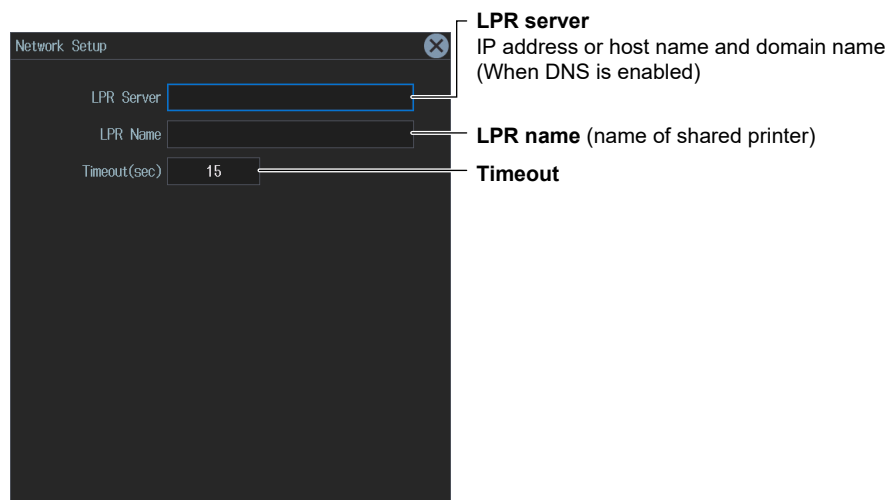 Network Setup
LPR Server
LPR Name
Timeout(sec) 15
LPR server
IP address or host name and domain name
(When DNS is enabled)
LPR name (name of shared printer)
Timeout